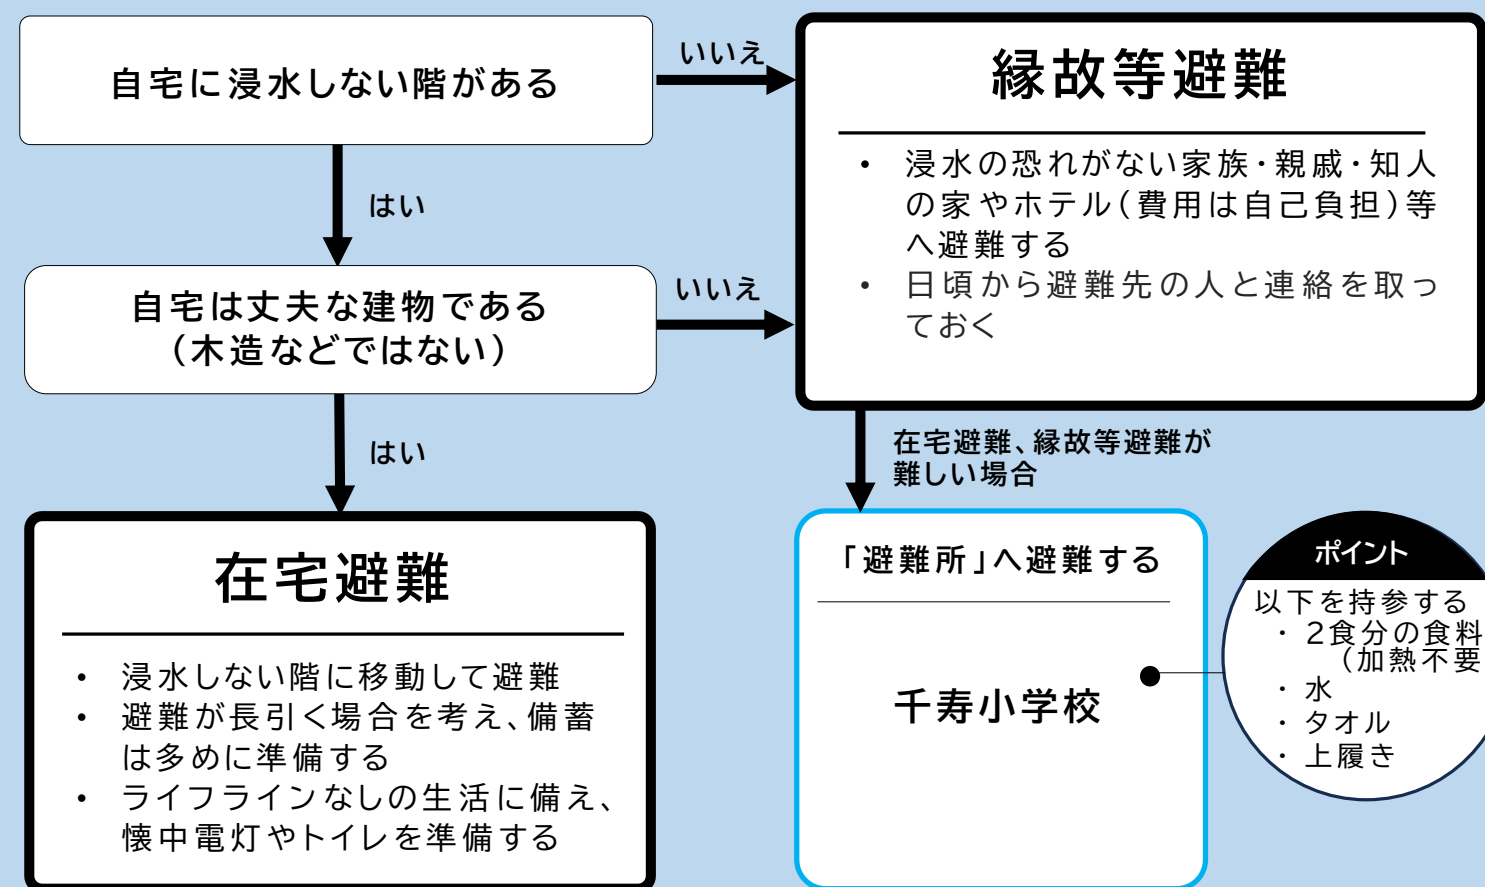 自宅に浸水しない階がある
いいえ
はい
自宅は丈夫な建物である
（木造などではない）
いいえ
はい
縁故等避難
・ 浸水の恐れがない家族・親戚・知人
の家やホテル（費用は自己負担）等
へ避難する
・ 日頃から避難先の人と連絡を取っ
ておく
在宅避難、縁故等避難が
難しい場合
在宅避難
・ 浸水しない階に移動して避難
・ 避難が長引く場合を考え、備蓄
は多めに準備する
・ ライフラインなしの生活に備え、
懐中電灯やトイレを準備する
「避難所」へ避難する
千寿小学校
ポイント
以下を持参する
・ 2食分の食料
（加熱不要
・ 水
・ タオル
・ 上履き